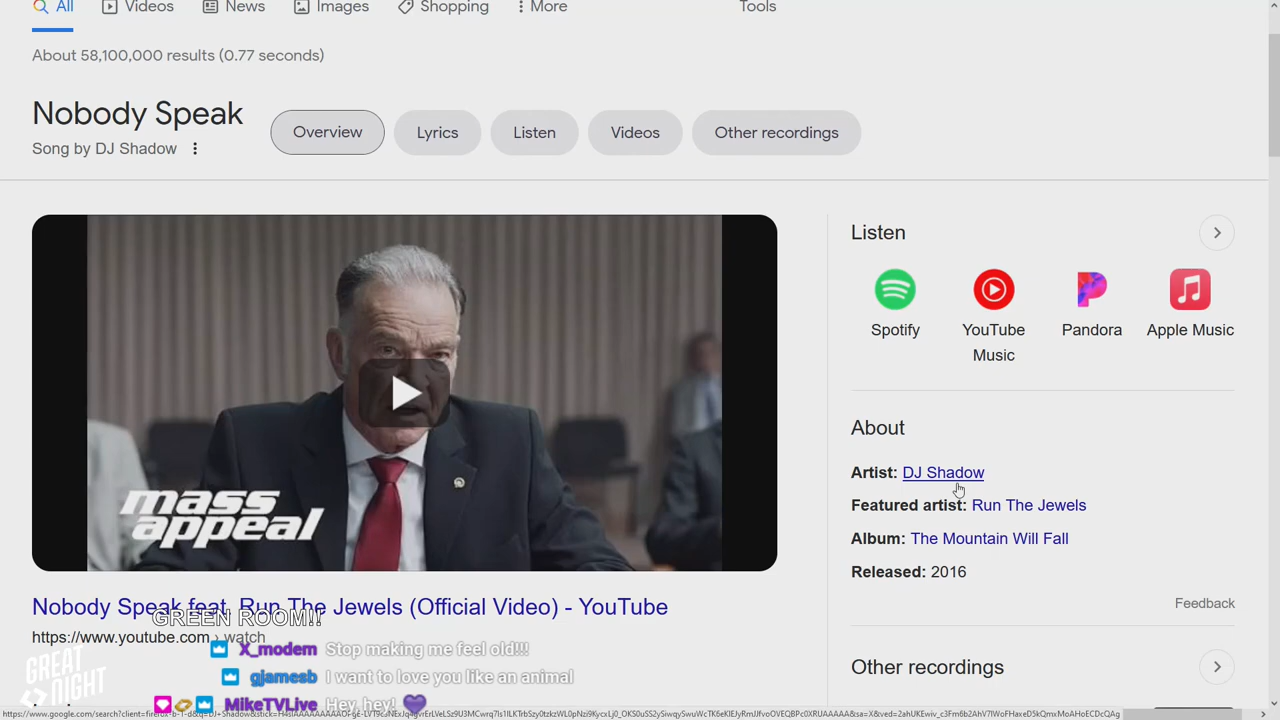 All Videos News Images Shopping More Tools
About 58,100,000 results (0.77 seconds)
Nobody Speak
Song by DJ Shadow
Overview Lyrics Listen Videos Other recordings
mass appeal
Nobody Speak feat. Run The Jewels (Official Video) - YouTube
https://www.youtube.com › watch
Listen
Spotify
YouTube Music
Pandora
Apple Music
About
Artist: DJ Shadow
Featured artist: Run The Jewels
Album: The Mountain Will Fall
Released: 2016
Feedback
Other recordings
GREEN ROOM!!
X_modem Stop making me feel old!!!
gjamesb I want to love you like an animal
MikeTVLive Hey, hey! 💜
GREAT
NIGHT